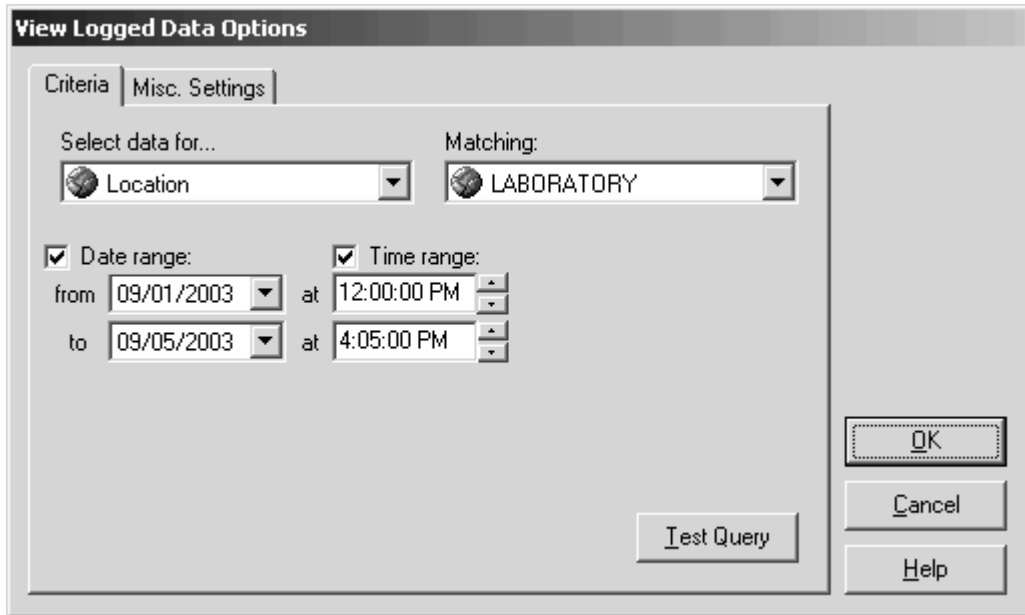 View Logged Data Options
Criteria Misc. Settings
Select data for... Matching:
Location LABORATORY
Date range: Time range:
from 09/01/2003 at 12:00:00 PM
to 09/05/2003 at 4:05:00 PM
OK
Cancel
Test Query
Help